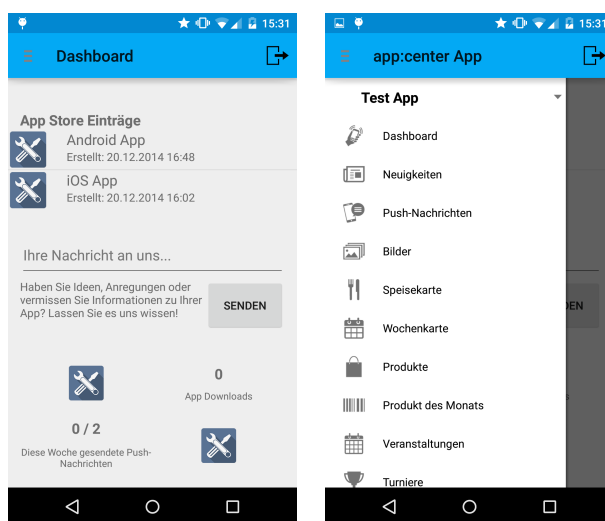 15:31
Dashboard
App Store Einträge
Android App
Erstellt: 20.12.2014 16:48
iOS App
Erstellt: 20.12.2014 16:02
Ihre Nachricht an uns...
Haben Sie Ideen, Anregungen oder
vermissen Sie Informationen zu Ihrer
App? Lassen Sie es uns wissen!
SENDEN
0
App Downloads
0 / 2
Diese Woche gesendete Push-
Nachrichten
15:31
app:center App
Test App
Dashboard
Neuigkeiten
Push-Nachrichten
Bilder
Speisekarte
DEN
Wochenkarte
Produkte
s
Produkt des Monats
Veranstaltungen
Turniere